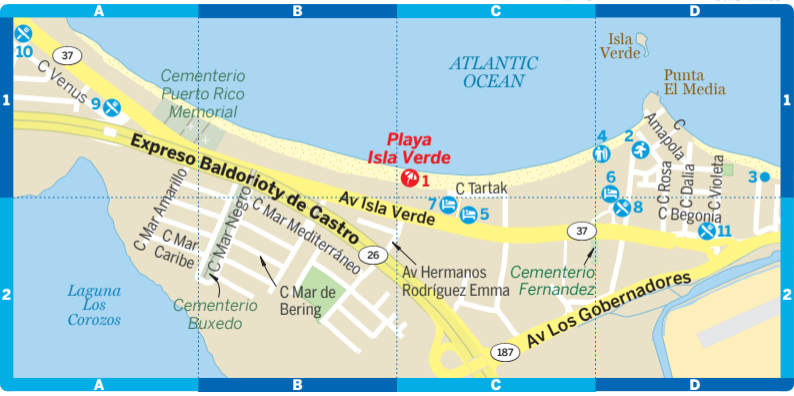 A
B
C
D
1
2
10
37
C Venus
9
Cementerio
Puerto Rico
Memorial
ATLANTIC
OCEAN
Isla
Verde
Punta
El Media
Playa
Isla Verde
1
4
2
C
Amapola
C Rosa
C Dalia
C Violeta
3
6
8
C Begonia
11
C Tartak
7
5
Expreso Baldorioty de Castro
Av Isla Verde
37
C Mar Amarillo
C Mar Negro
C Mar Mediterráneo
C Mar
Caribe
26
Av Hermanos
Rodríguez Emma
Cementerio
Fernandez
Laguna
Los
Corozos
Cementerio
Buxedo
C Mar de
Bering
187
Av Los Gobernadores
1
2
A
B
C
D